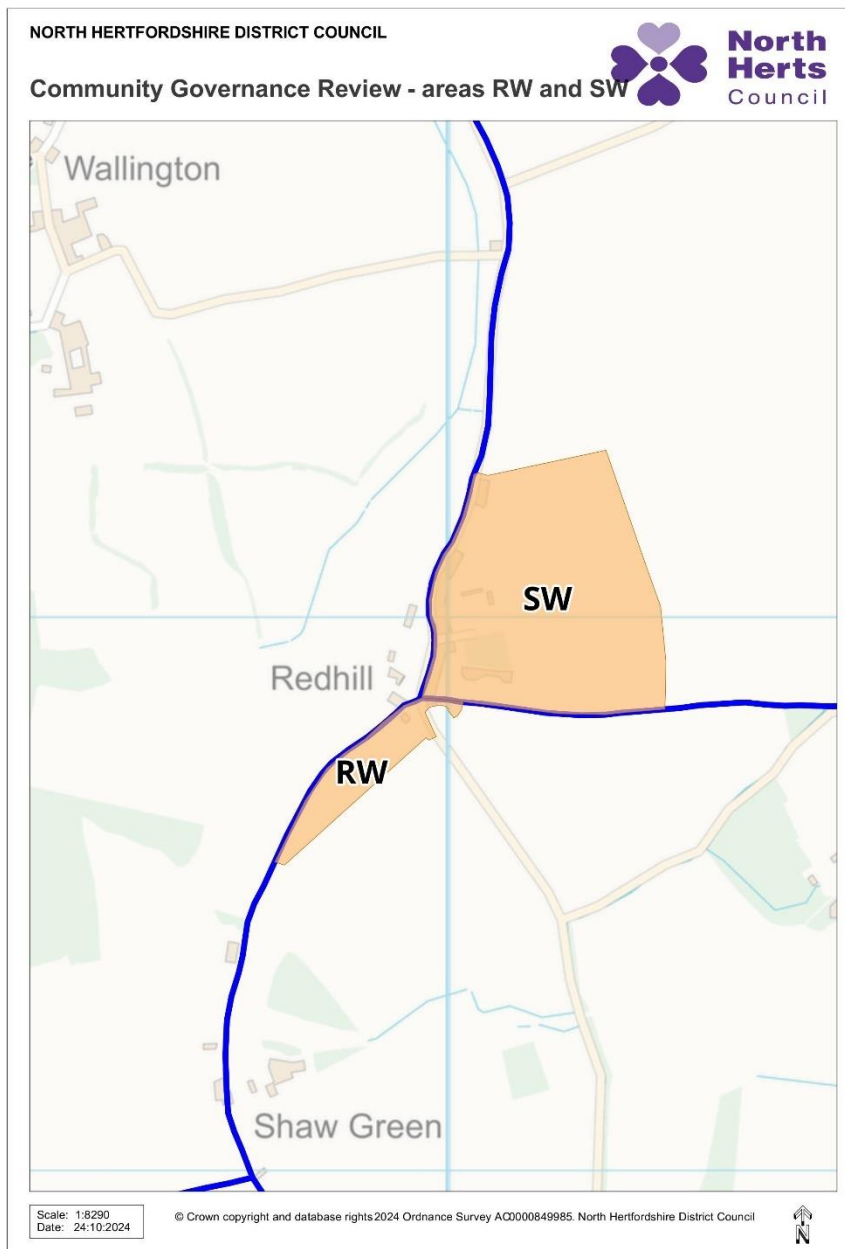 NORTH HERTFORDSHIRE DISTRICT COUNCIL
Community Governance Review - areas RW and SW
North
Herts
Council
Wallington
SW
Redhill
RW
Shaw Green
Scale: 1:8290
Date: 24:10:2024
© Crown copyright and database rights 2024 Ordnance Survey AC0000849985. North Hertfordshire District Council
N